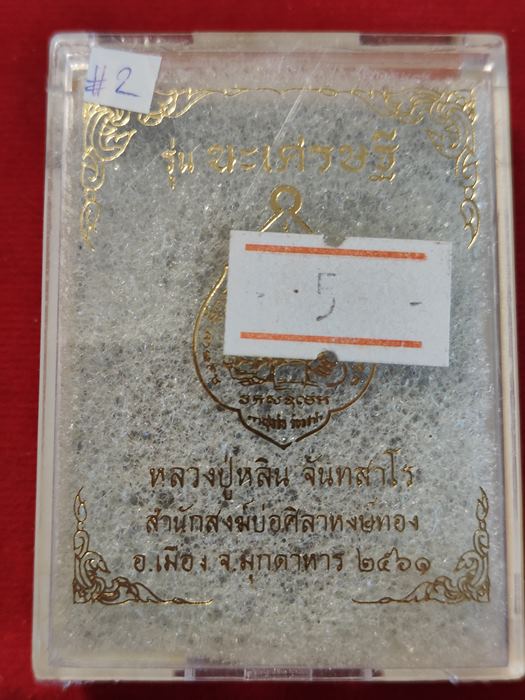 #2
รุ่น นะเศรษฐี
5
หลวงปู่หลิน จันทสาโร
สำนักสงฆ์บ่อศิลาหงษ์ทอง
อ.เมือง จ.มุกดาหาร ๒๕๖๑